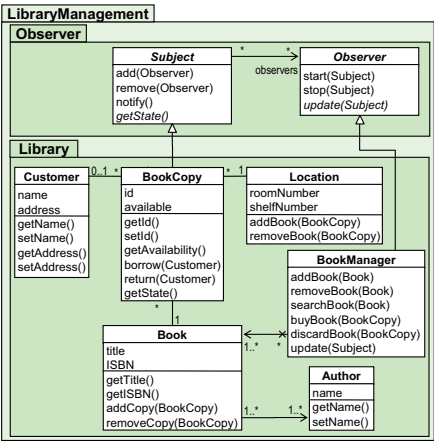 LibraryManagement
Observer
Subject
add(Observer)
remove(Observer)
notify()
getState()
* *
observers
Observer
start(Subject)
stop(Subject)
update(Subject)
Library
Customer
name
address
getName()
setName()
getAddress()
setAddress()
0..1 *
BookCopy
id
available
getId()
setId()
getAvailability()
borrow(Customer)
return(Customer)
getState()
* 1
Location
roomNumber
shelfNumber
addBook(BookCopy)
removeBook(BookCopy)
BookManager
addBook(Book)
removeBook(Book)
searchBook(Book)
buyBook(BookCopy)
discardBook(BookCopy)
update(Subject)
*
1
Book
title
ISBN
getTitle()
getISBN()
addCopy(BookCopy)
removeCopy(BookCopy)
1..* *
1..* 1..*
Author
name
getName()
setName()